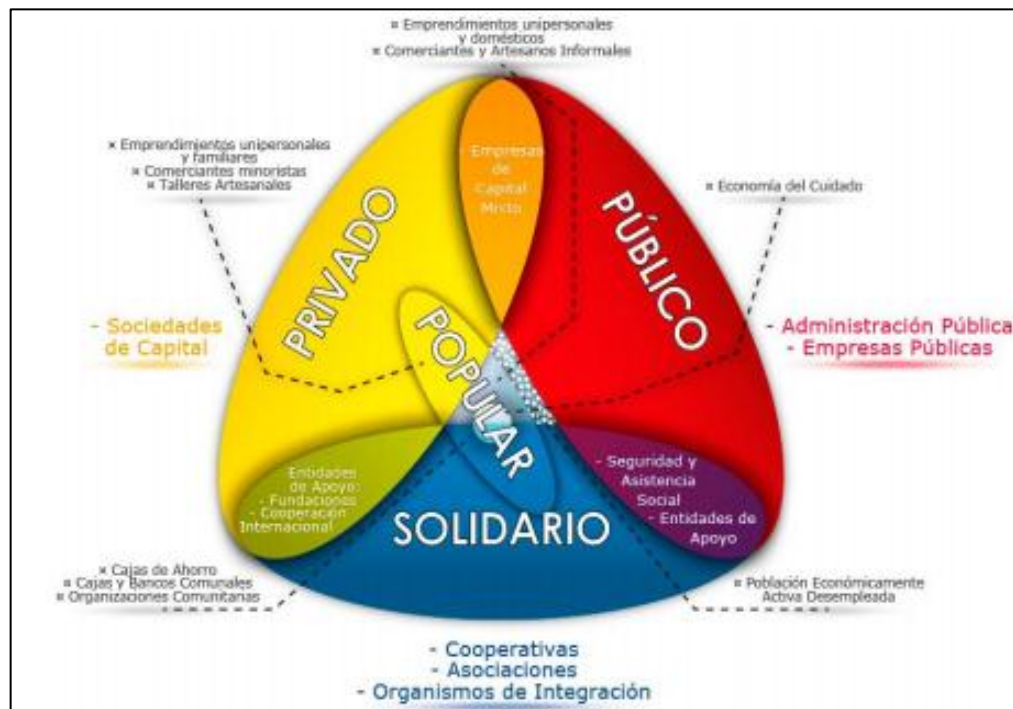 ¤ Emprendimientos unipersonales
y domésticos
¤ Comerciantes y Artesanos Informales
¤ Emprendimientos unipersonales
y familiares
¤ Comerciantes minoristas
¤ Talleres Artesanales
- Empresas
de
Capital
Mixto
¤ Economía del Cuidado
PRIVADO
PÚBLICO
POPULAR
- Sociedades
de Capital
- Administración Pública
- Empresas Públicas
Entidades
de Apoyo:
- Fundaciones
- Cooperación
Internacional
- Seguridad y
Asistencia
Social
- Entidades de
Apoyo
SOLIDARIO
¤ Cajas de Ahorro
¤ Cajas y Bancos Comunales
¤ Organizaciones Comunitarias
¤ Población Económicamente
Activa Desempleada
- Cooperativas
- Asociaciones
- Organismos de Integración